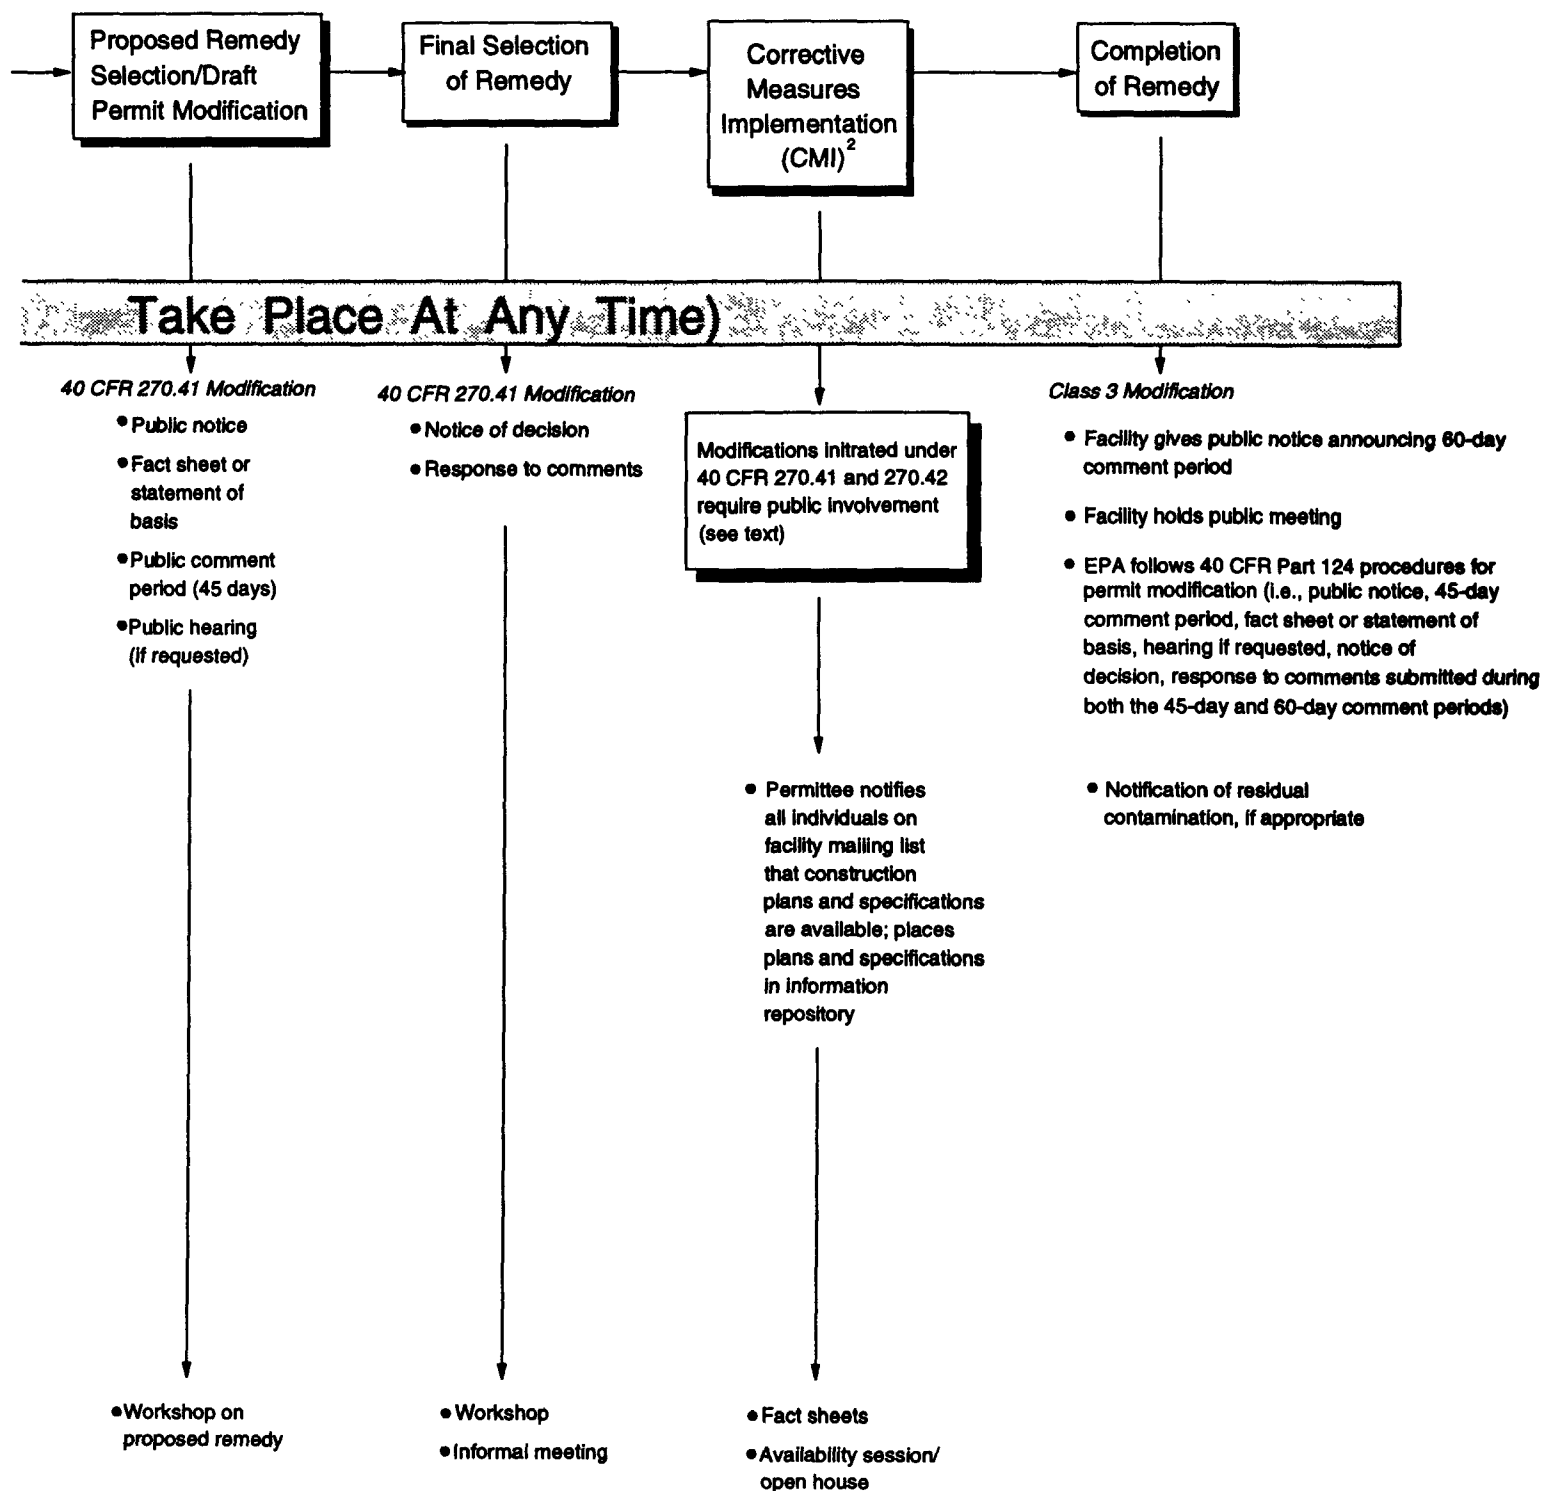 Proposed Remedy
Selection/Draft
Permit Modification
Final Selection
of Remedy
Corrective
Measures
Implementation
(CMI)2
Completion
of Remedy
Take Place At Any Time)
40 CFR 270.41 Modification
• Public notice
• Fact sheet or
statement of
basis
• Public comment
period (45 days)
• Public hearing
(if requested)
40 CFR 270.41 Modification
• Notice of decision
• Response to comments
Modifications initrated under
40 CFR 270.41 and 270.42
require public involvement
(see text)
Class 3 Modification
• Facility gives public notice announcing 60-day
comment period
• Facility holds public meeting
• EPA follows 40 CFR Part 124 procedures for
permit modification (i.e., public notice, 45-day
comment period, fact sheet or statement of
basis, hearing if requested, notice of
decision, response to comments submitted during
both the 45-day and 60-day comment periods)
• Permittee notifies
all individuals on
facility mailing list
that construction
plans and specifications
are available; places
plans and specifications
in information
repository
• Notification of residual
contamination, if appropriate
• Workshop on
proposed remedy
• Workshop
• Informal meeting
• Fact sheets
• Availability session/
open house